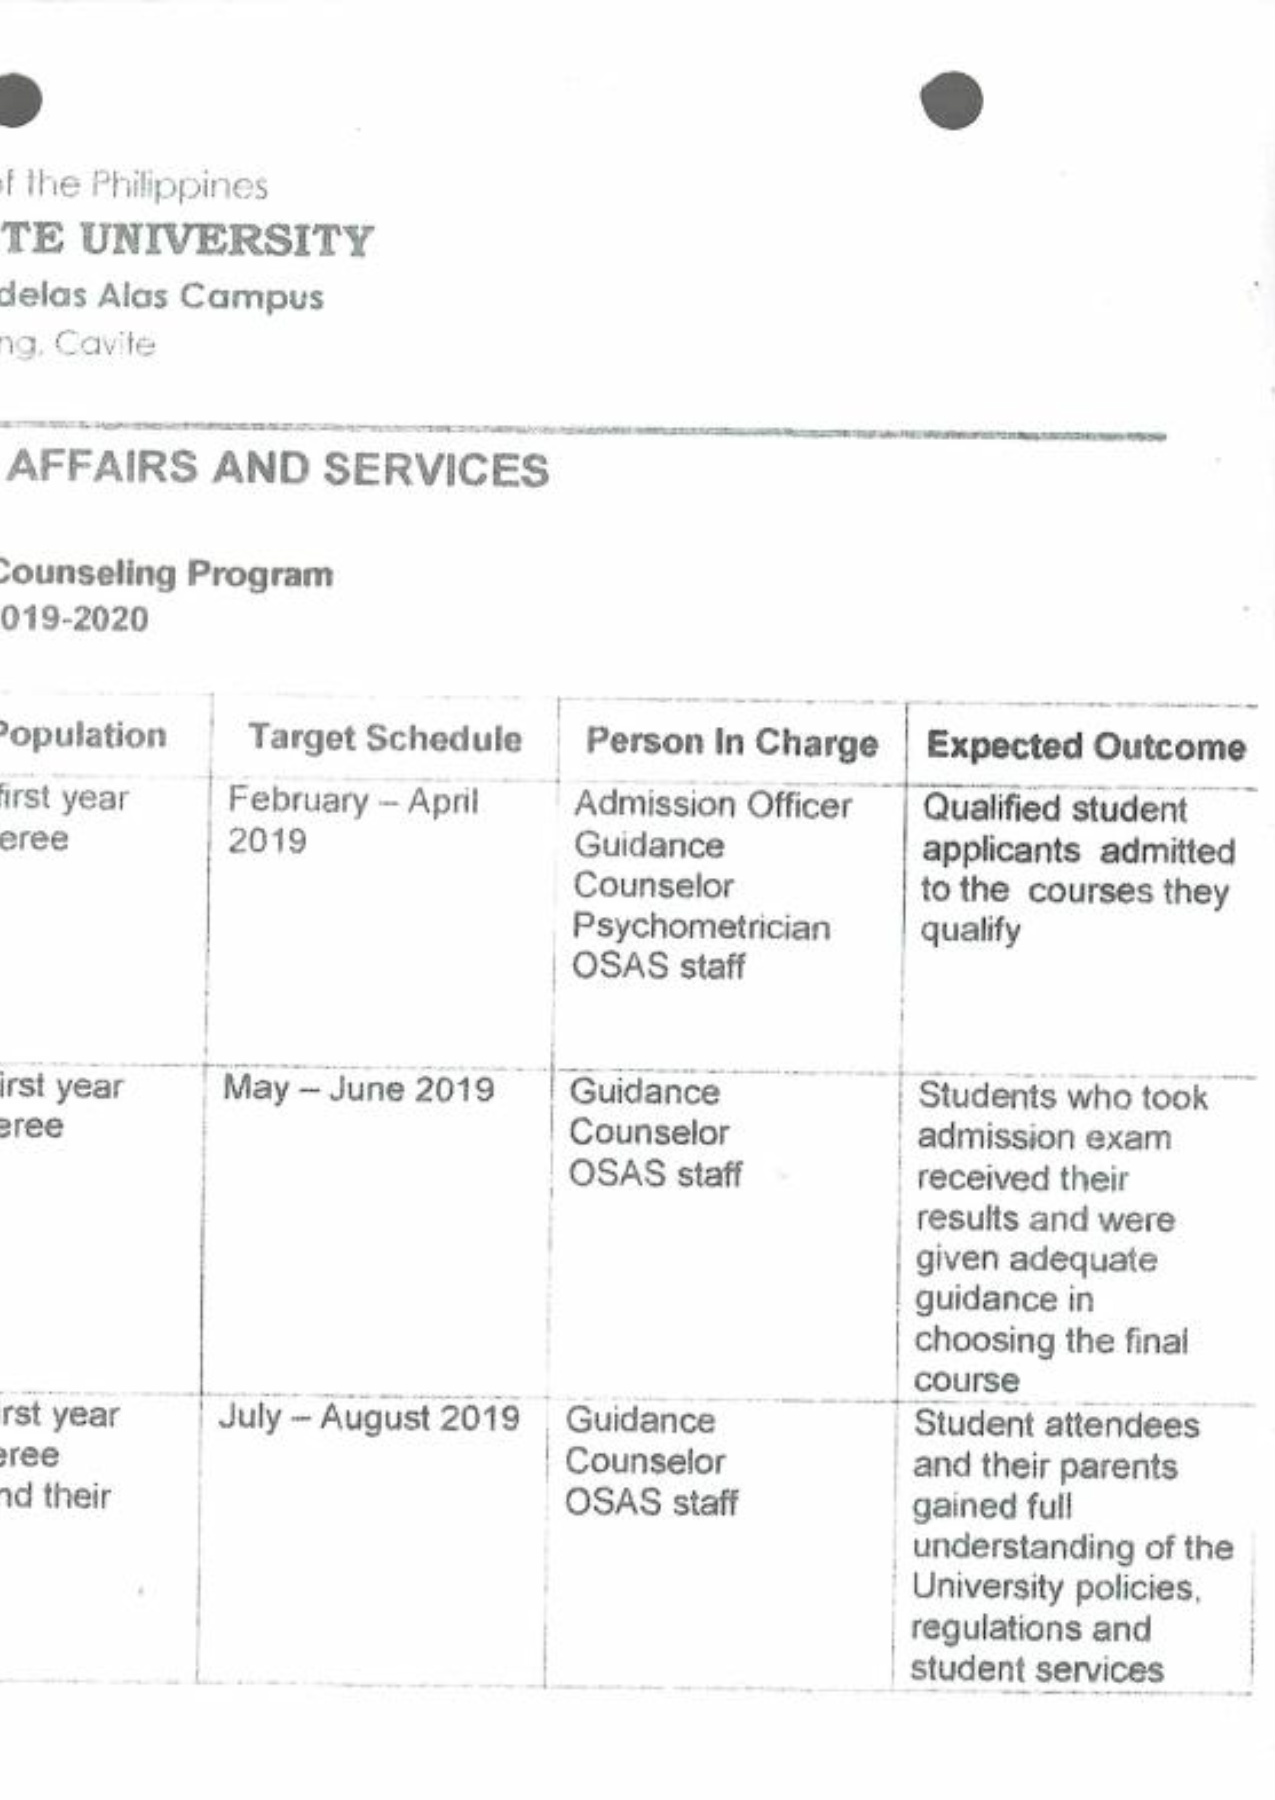 of the Philippines
TE UNIVERSITY
delas Alas Campus
ng, Cavite
AFFAIRS AND SERVICES
Counseling Program
019-2020
Population
Target Schedule
Person In Charge
Expected Outcome
first year
eree
February – April
2019
Admission Officer
Guidance
Counselor
Psychometrician
OSAS staff
Qualified student
applicants admitted
to the courses they
qualify
irst year
eree
May – June 2019
Guidance
Counselor
OSAS staff
Students who took
admission exam
received their
results and were
given adequate
guidance in
choosing the final
course
rst year
eree
nd their
July – August 2019
Guidance
Counselor
OSAS staff
Student attendees
and their parents
gained full
understanding of the
University policies,
regulations and
student services